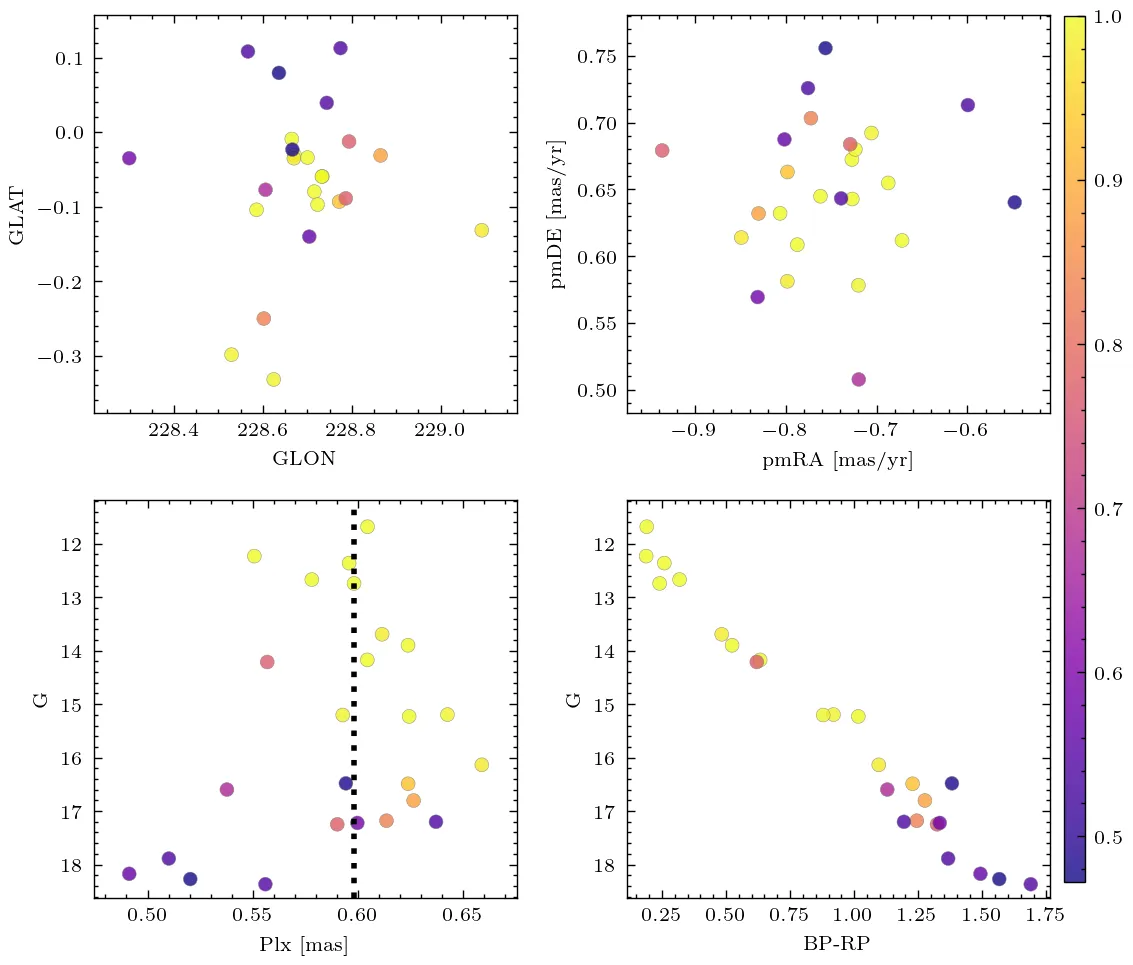 0.1
0.0
−0.1
−0.2
−0.3
GLAT
228.4 228.6 228.8 229.0
GLON
0.75
0.70
0.65
0.60
0.55
0.50
pmDE [mas/yr]
−0.9 −0.8 −0.7 −0.6
pmRA [mas/yr]
1.0
0.9
0.8
0.7
0.6
0.5
12
13
14
15
16
17
18
G
0.50 0.55 0.60 0.65
Plx [mas]
12
13
14
15
16
17
18
G
0.25 0.50 0.75 1.00 1.25 1.50 1.75
BP-RP